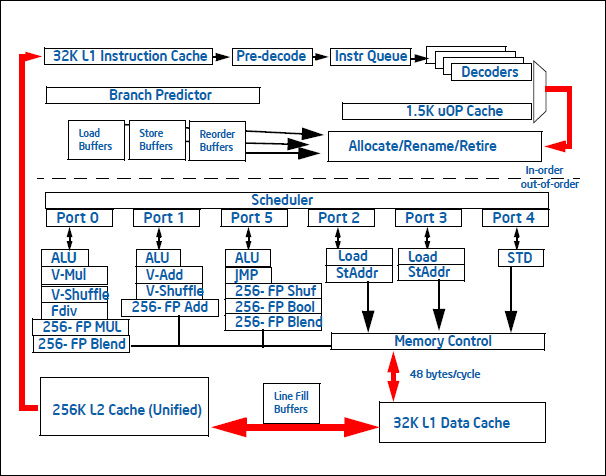 32K L1 Instruction Cache
Pre-decode
Instr Queue
Decoders
Branch Predictor
1.5K uOP Cache
Load
Buffers
Store
Buffers
Reorder
Buffers
Allocate/Rename/Retire
In-order
out-of-order
Scheduler
Port 0
Port 1
Port 5
Port 2
Port 3
Port 4
ALU
V-Mul
V-Shuffle
Fdiv
256- FP MUL
256- FP Blend
ALU
V-Add
V-Shuffle
256- FP Add
ALU
JMP
256- FP Shuf
256- FP Bool
256- FP Blend
Load
StAddr
Load
StAddr
STD
Memory Control
48 bytes/cycle
256K L2 Cache (Unified)
Line Fill
Buffers
32K L1 Data Cache